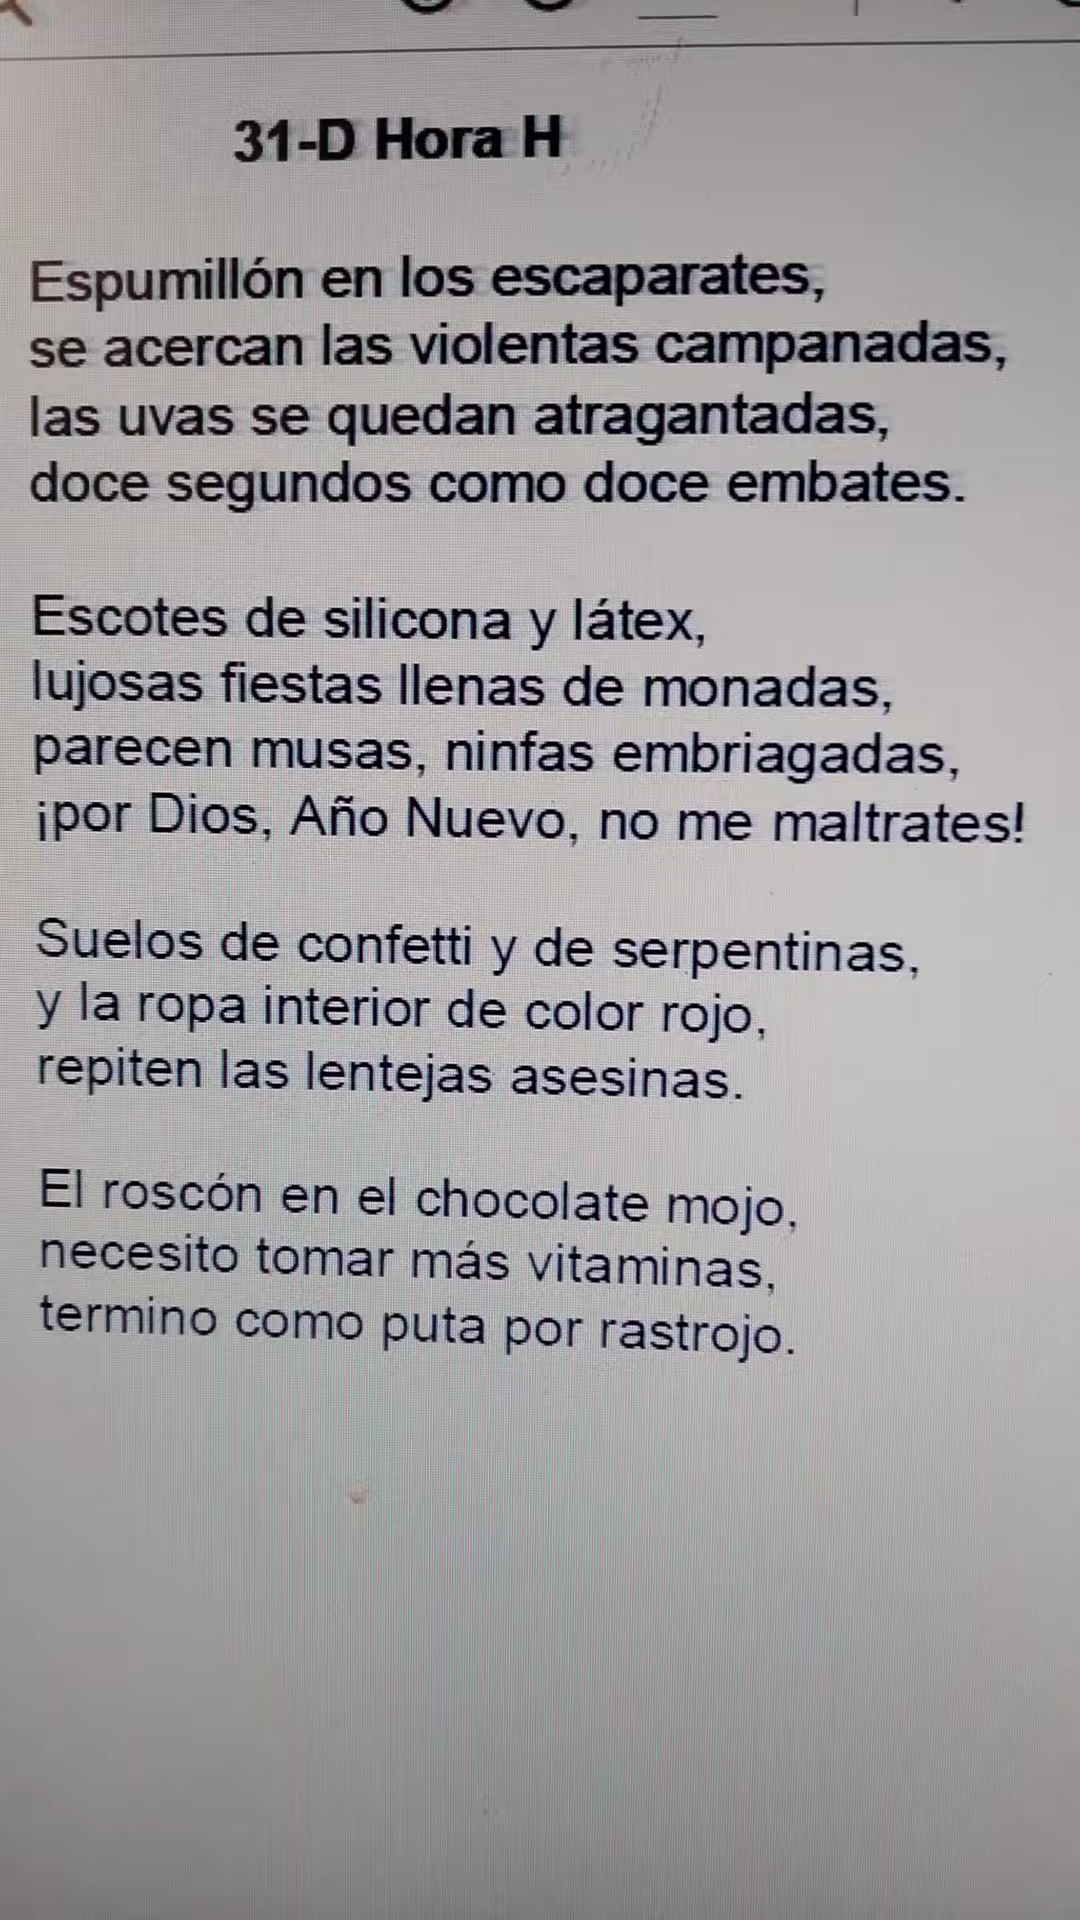 31-D Hora H
Espumillón en los escaparates,
se acercan las violentas campanadas,
las uvas se quedan atragantadas,
doce segundos como doce embates.
Escotes de silicona y látex,
lujosas fiestas llenas de monadas,
parecen musas, ninfas embriagadas,
¡por Dios, Año Nuevo, no me maltrates!
Suelos de confetti y de serpentinas,
y la ropa interior de color rojo,
repiten las lentejas asesinas.
El roscón en el chocolate mojo,
necesito tomar más vitaminas,
termino como puta por rastrojo.